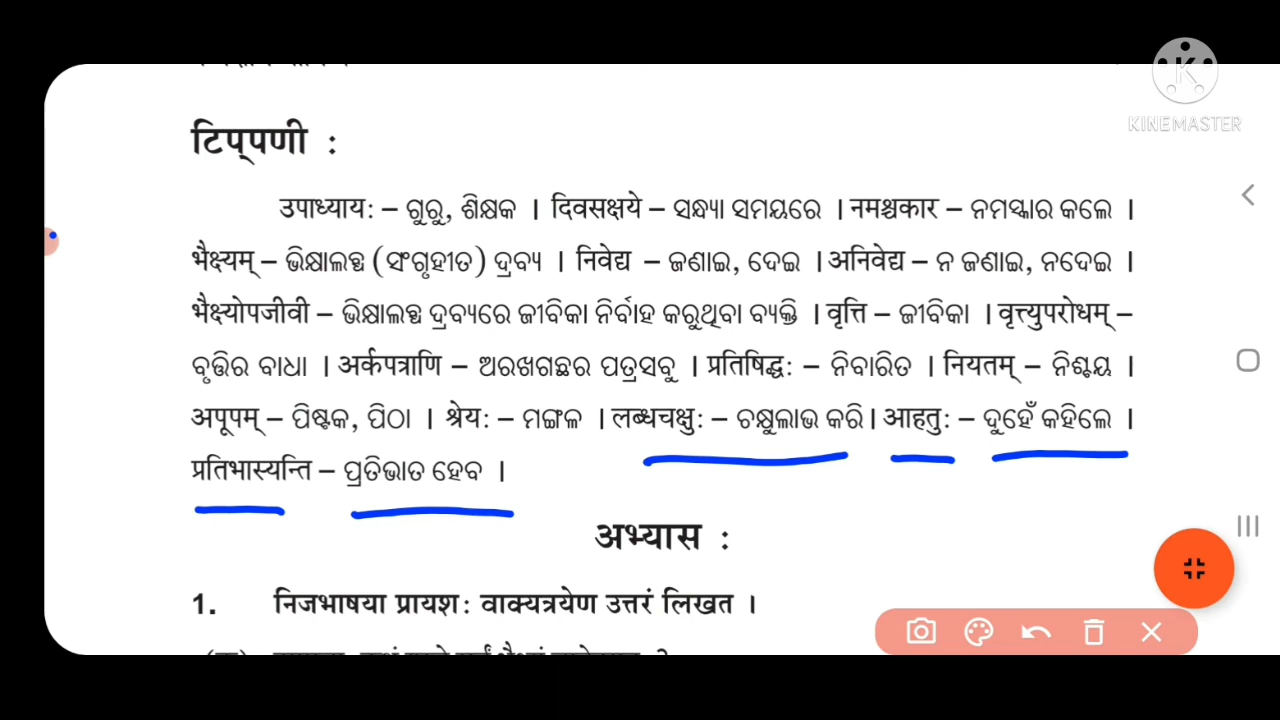 KINEMASTER
टिप्पणी :
उपाध्याय: – ଗୁରୁ, ଶିକ୍ଷକ । दिवसक्षये – ସନ୍ଧ୍ୟା ସମୟରେ । नमश्चकार – ନମସ୍କାର କଲେ ।
भैक्ष्यम् – ଭିକ୍ଷାଲବ୍ଧ (ସଂଗୃହୀତ) ଦ୍ରବ୍ୟ । निवेद्य – ଜଣାଇ, ଦେଇ । अनिवेद्य – ନ ଜଣାଇ, ନଦେଇ ।
भैक्ष्योपजीवी – ଭିକ୍ଷାଲବ୍ଧ ଦ୍ରବ୍ୟରେ ଜୀବିକା ନିର୍ବାହ କରୁଥିବା ବ୍ୟକ୍ତି । वृत्ति – ଜୀବିକା । वृत्त्युपरोधम् –
ବୃତ୍ତିର ବାଧା । अर्कपत्राणि – ଅରଖଗଛର ପତ୍ରସବୁ । प्रतिषिद्ध: – ନିବାରିତ । नियतम् – ନିଶ୍ଚୟ ।
अपूपम् – ପିଷ୍ଟକ, ପିଠା । श्रेय: – ମଙ୍ଗଳ । लब्धचक्षु: – ଚକ୍ଷୁଲାଭ କରି। आहतु: – ଦୁହେଁ କହିଲେ ।
प्रतिभास्यन्ति – ପ୍ରତିଭାତ ହେବ ।
अभ्यास :
1. निजभाषया प्रायश: वाक्यत्रयेण उत्तरं लिखत ।